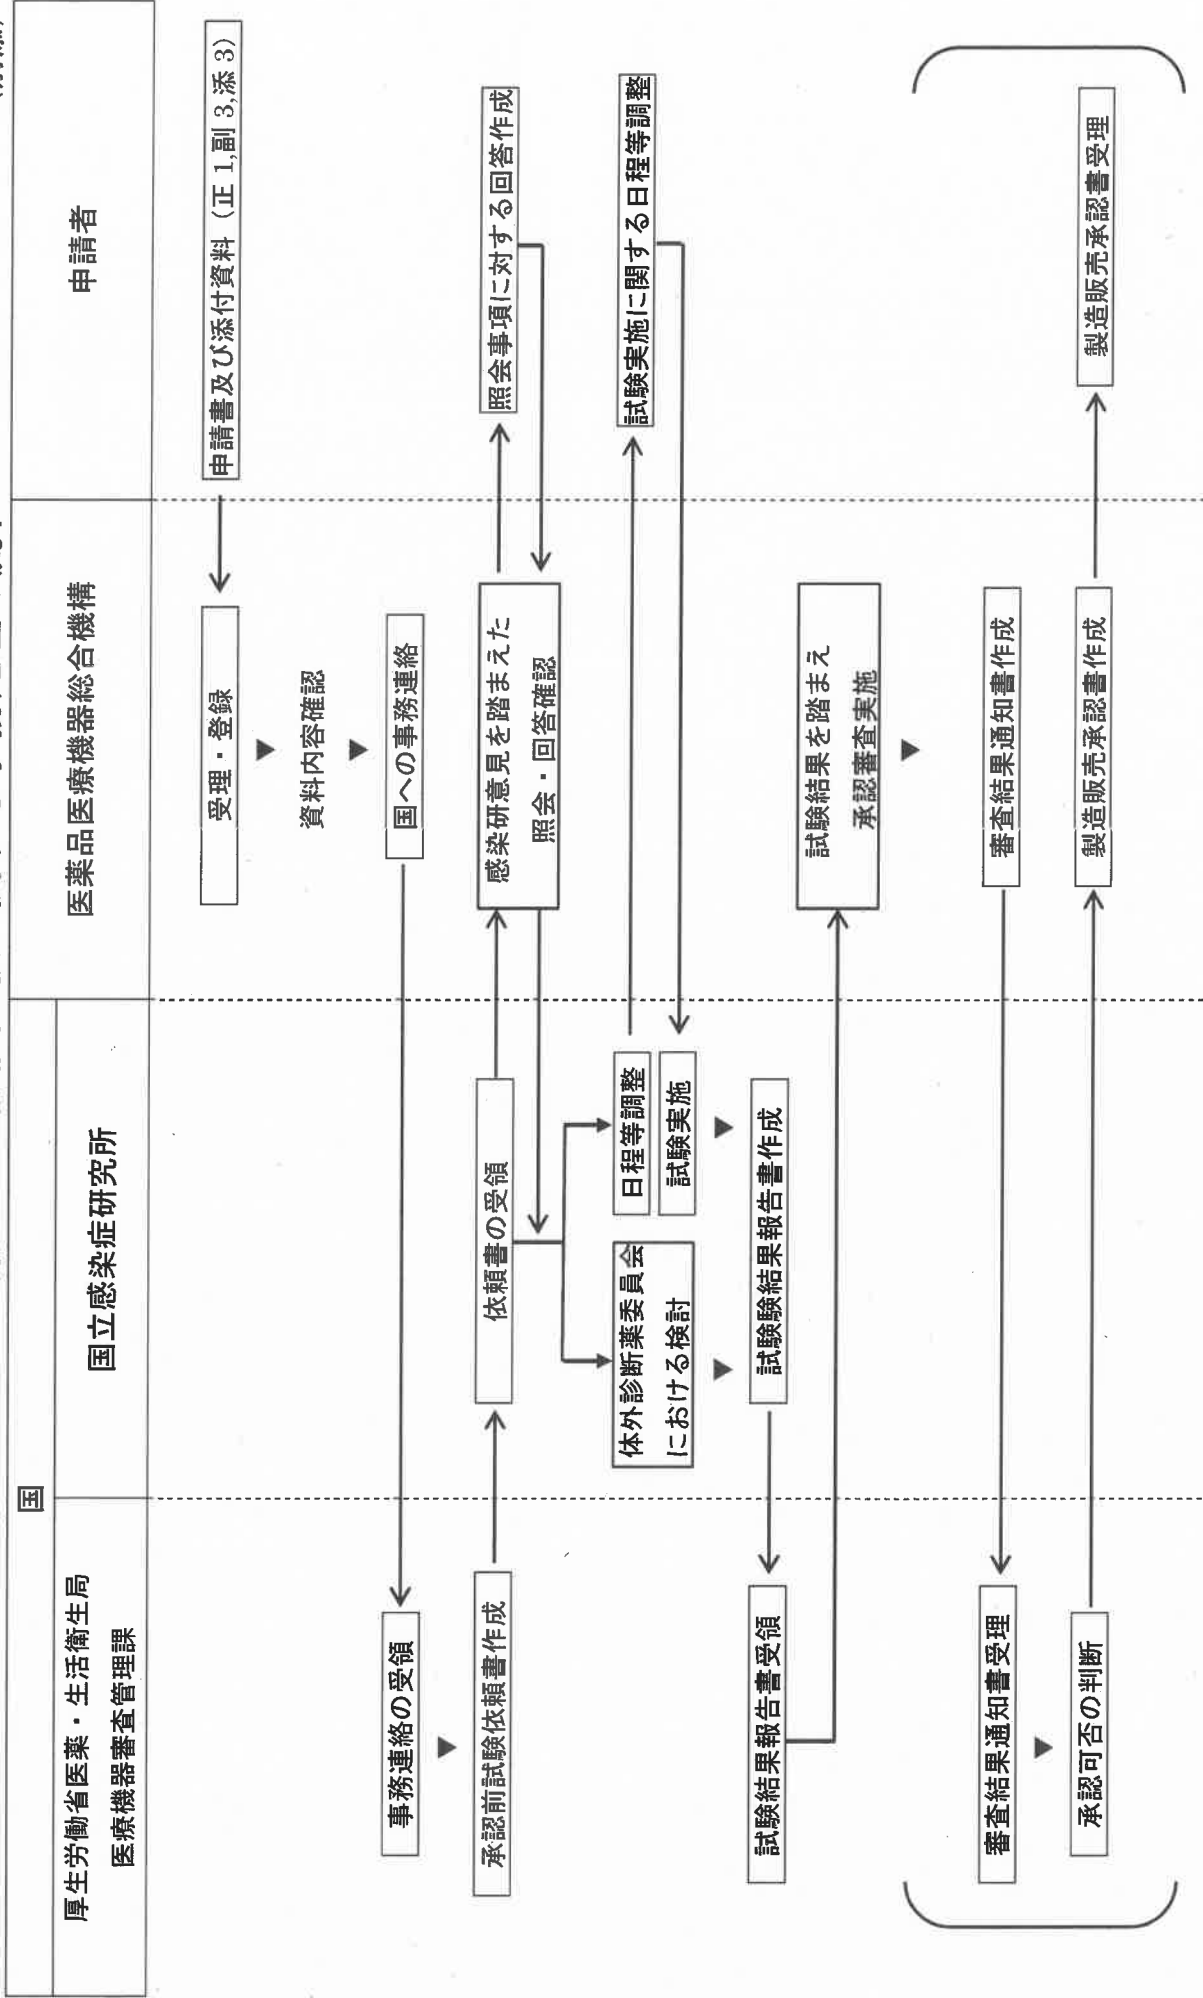 国
厚生労働省医薬・生活衛生局
医療機器審査管理課
国立感染症研究所
医薬品医療機器総合機構
申請者
申請書及び添付資料（正 1,副 3,添 3）
受理・登録
資料内容確認
国への事務連絡
事務連絡の受領
承認前試験依頼書作成
依頼書の受領
感染研意見を踏まえた
照会・回答確認
照会事項に対する回答作成
体外診断薬委員会
における検討
日程等調整
試験実施
試験実施に関する日程等調整
試験験結果報告書作成
試験結果報告書受領
試験結果を踏まえ
承認審査実施
審査結果通知書作成
審査結果通知書受理
承認可否の判断
製造販売承認書作成
製造販売承認書受理